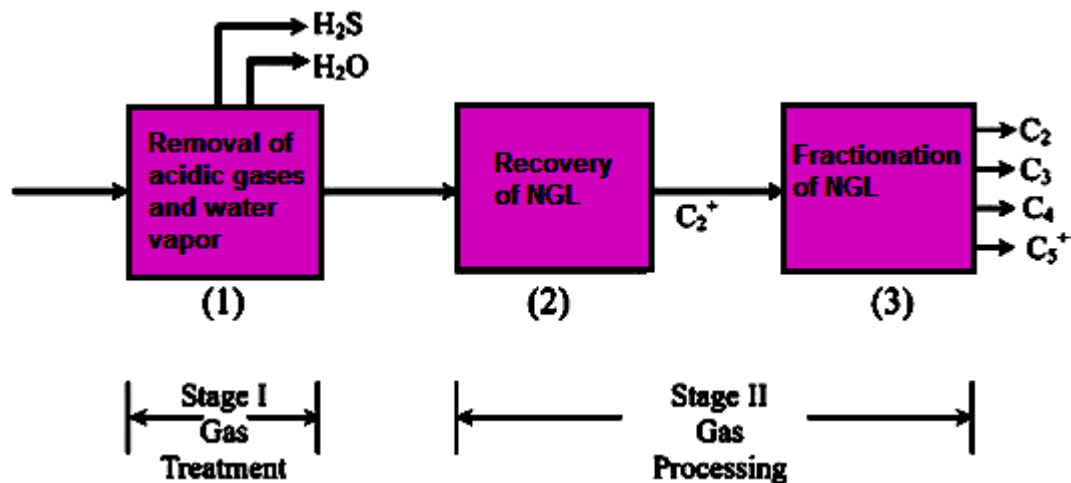 H₂S
H₂O
Removal of
acidic gases
and water
vapor
(1)
Recovery
of NGL
(2)
C₂⁺
Fractionation
of NGL
(3)
C₂
C₃
C₄
C₅⁺
Stage I
Gas
Treatment
Stage II
Gas
Processing